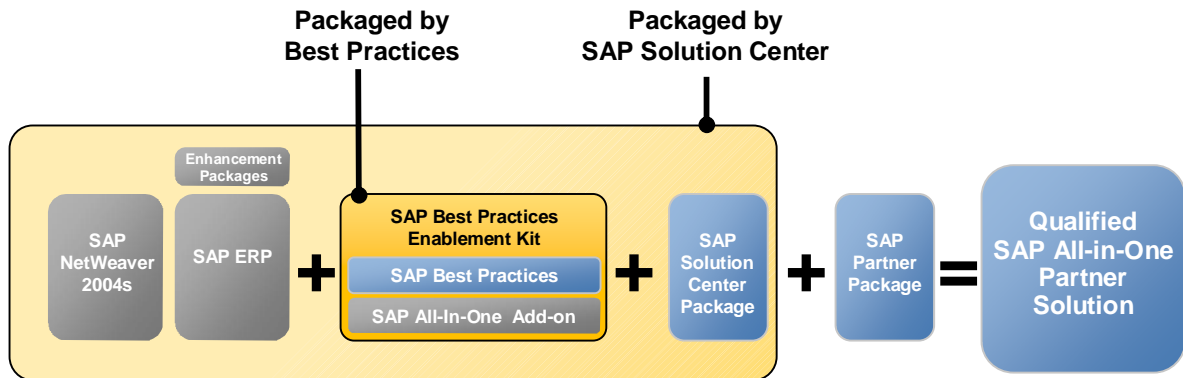 Packaged by
Best Practices
Packaged by
SAP Solution Center
Enhancement
Packages
SAP
NetWeaver
2004s
SAP ERP
+
SAP Best Practices
Enablement Kit
SAP Best Practices
SAP All-In-One Add-on
+
SAP
Solution
Center
Package
+
SAP
Partner
Package
=
Qualified
SAP All-in-One
Partner
Solution